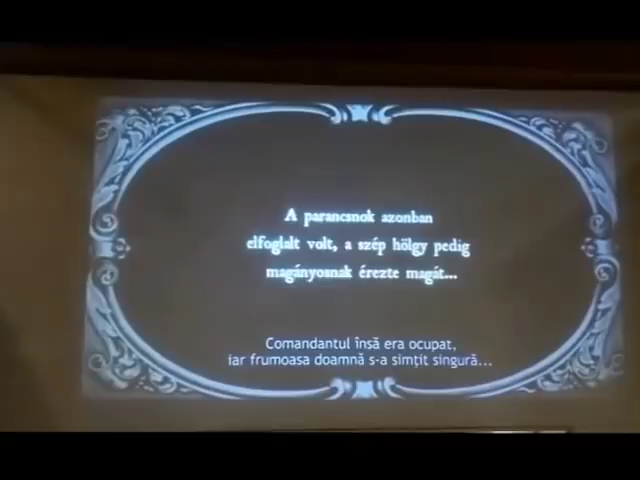 A parancsnok azonban
elfoglalt volt, a szép hölgy pedig
magányosnak érezte magát...
Comandantul însă era ocupat,
iar frumoasa doamnă s-a simțit singură...